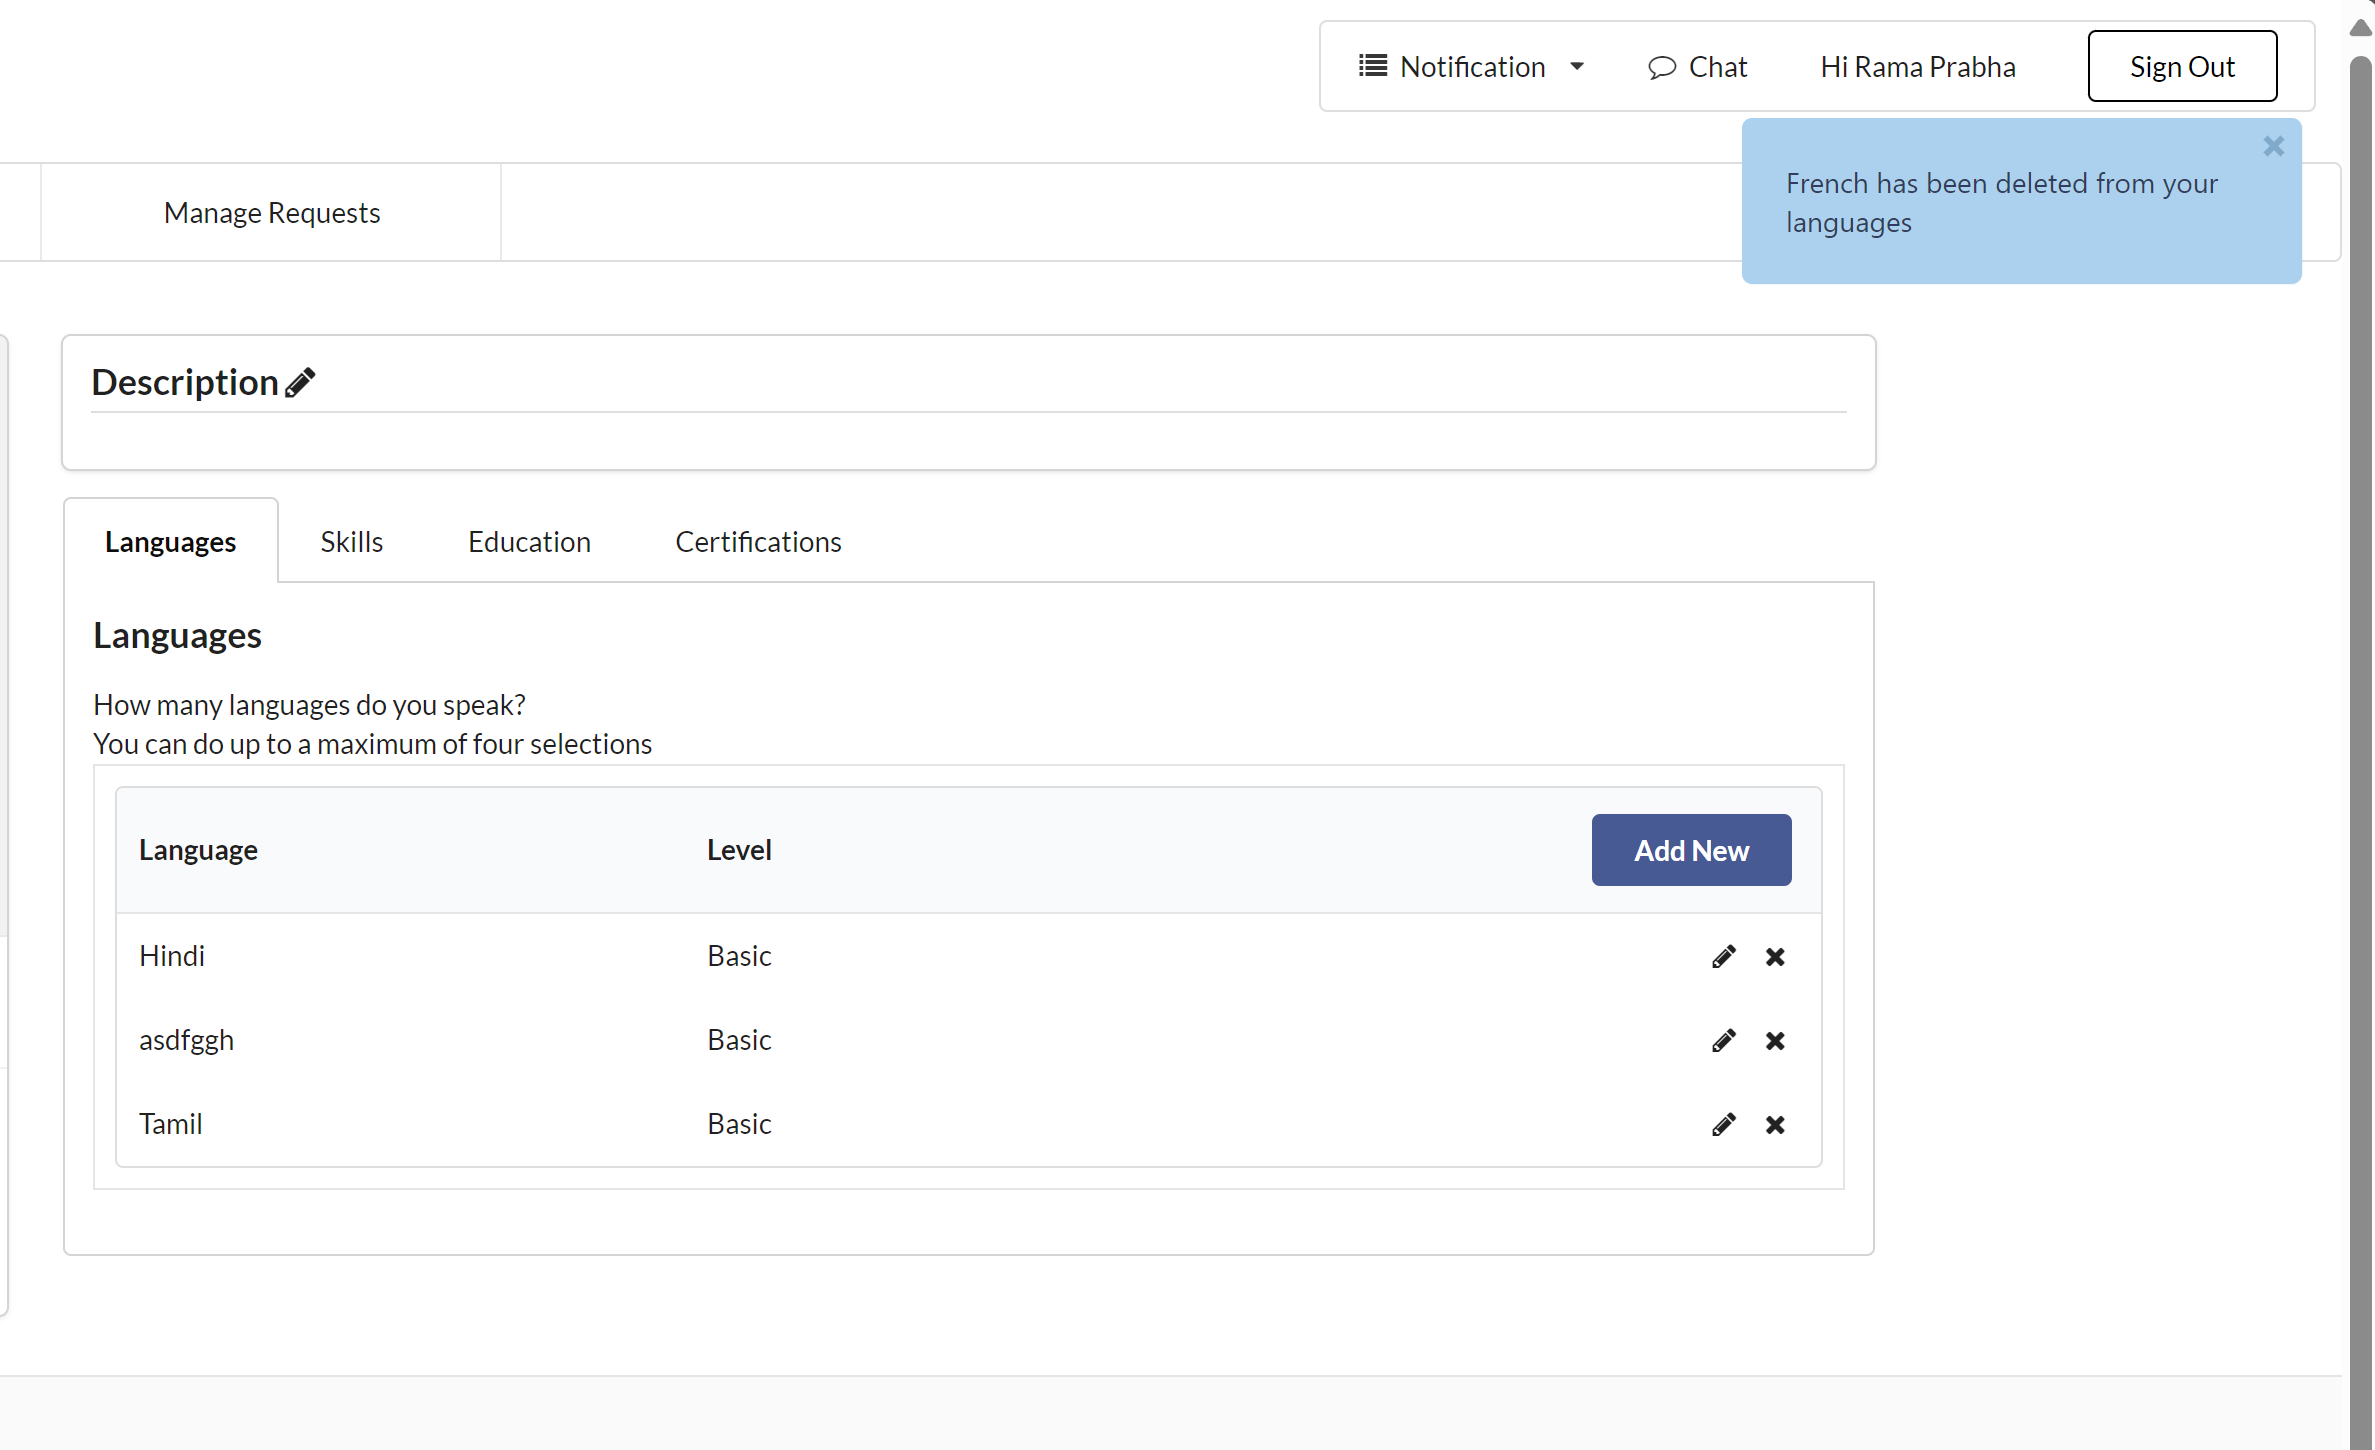 Notification Chat Hi Rama Prabha Sign Out
French has been deleted from your
languages
Manage Requests
Description
Languages Skills Education Certifications
Languages
How many languages do you speak?
You can do up to a maximum of four selections
Language Level Add New
Hindi Basic
asdfggh Basic
Tamil Basic